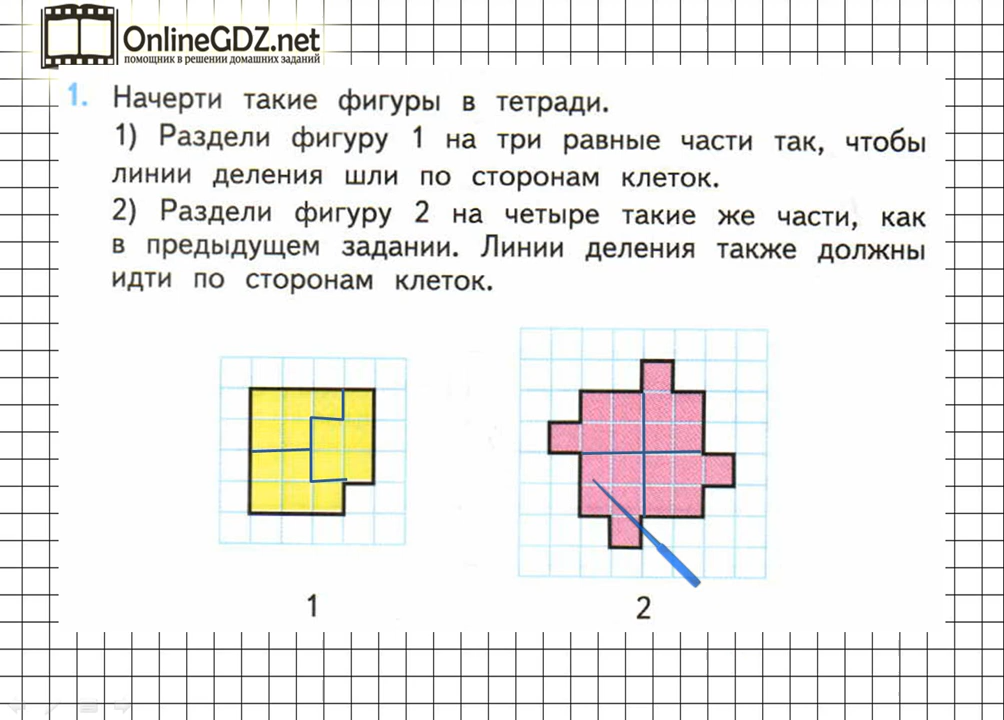 OnlineGDZ.net
помощник в решении домашних заданий
1. Начерти такие фигуры в тетради.
1) Раздели фигуру 1 на три равные части так, чтобы
линии деления шли по сторонам клеток.
2) Раздели фигуру 2 на четыре такие же части, как
в предыдущем задании. Линии деления также должны
идти по сторонам клеток.
1 2